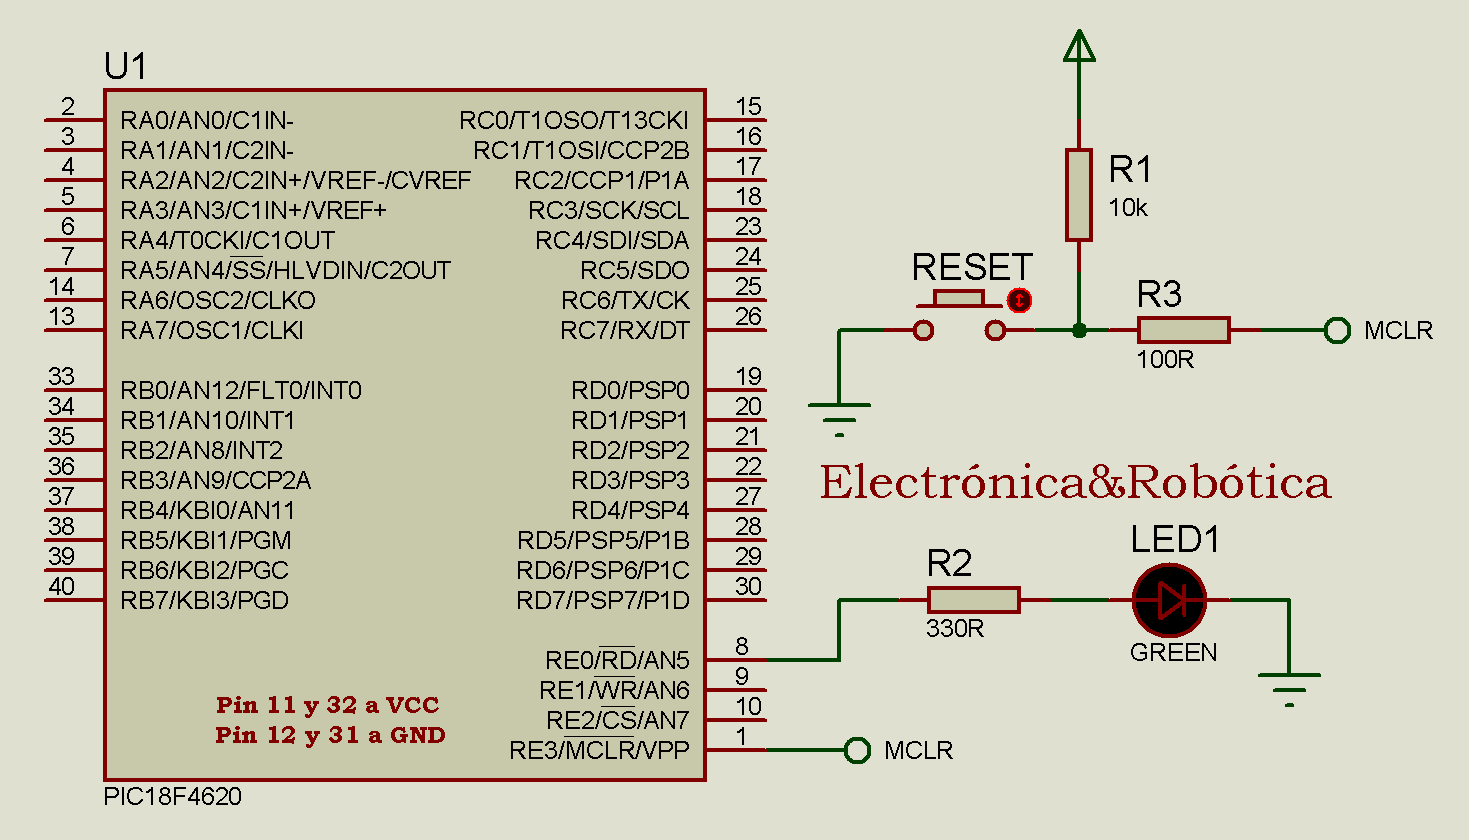 U1
2 RA0/AN0/C1IN-
3 RA1/AN1/C2IN-
4 RA2/AN2/C2IN+/VREF-/CVREF
5 RA3/AN3/C1IN+/VREF+
6 RA4/T0CKI/C1OUT
7 RA5/AN4/SS/HLVDIN/C2OUT
14 RA6/OSC2/CLKO
13 RA7/OSC1/CLKI
33 RB0/AN12/FLT0/INT0
34 RB1/AN10/INT1
35 RB2/AN8/INT2
36 RB3/AN9/CCP2A
37 RB4/KBI0/AN11
38 RB5/KBI1/PGM
39 RB6/KBI2/PGC
40 RB7/KBI3/PGD
RC0/T1OSO/T13CKI 15
RC1/T1OSI/CCP2B 16
RC2/CCP1/P1A 17
RC3/SCK/SCL 18
RC4/SDI/SDA 23
RC5/SDO 24
RC6/TX/CK 25
RC7/RX/DT 26
RD0/PSP0 19
RD1/PSP1 20
RD2/PSP2 21
RD3/PSP3 22
RD4/PSP4 27
RD5/PSP5/P1B 28
RD6/PSP6/P1C 29
RD7/PSP7/P1D 30
RE0/RD/AN5 8
RE1/WR/AN6 9
RE2/CS/AN7 10
RE3/MCLR/VPP 1
MCLR
Pin 11 y 32 a VCC
Pin 12 y 31 a GND
PIC18F4620
R1
10k
RESET
R3
100R
MCLR
Electrónica&Robótica
LED1
R2
330R
GREEN